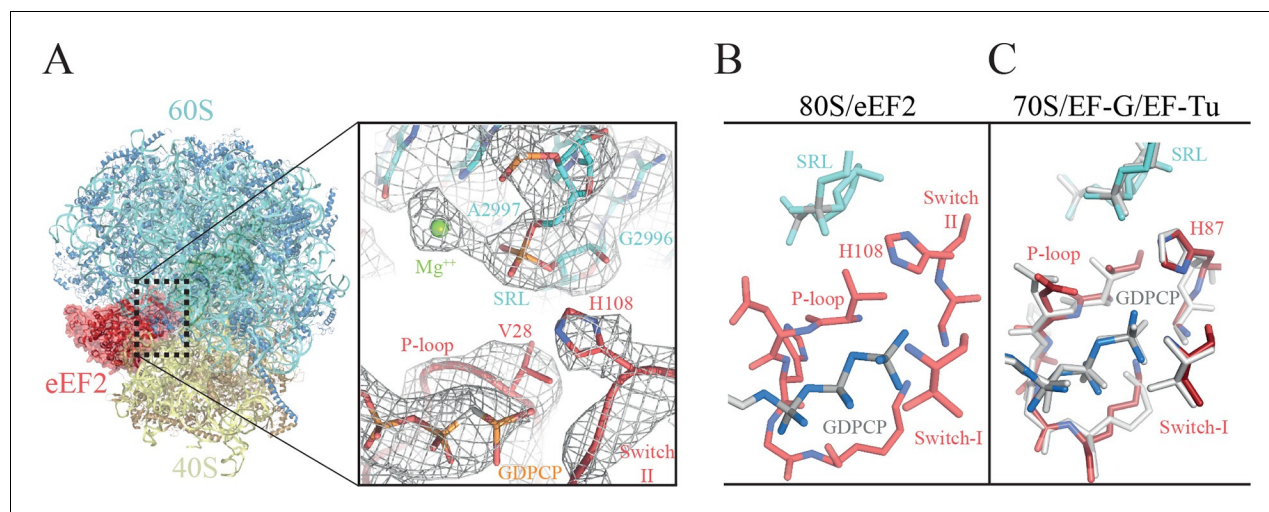 A
60S
eEF2
40S
A2997
G2996
Mg++
SRL
H108
V28
P-loop
GDPCP
Switch
II
B
80S/eEF2
SRL
Switch
II
H108
P-loop
GDPCP
Switch-I
C
70S/EF-G/EF-Tu
SRL
H87
P-loop
GDPCP
Switch-I